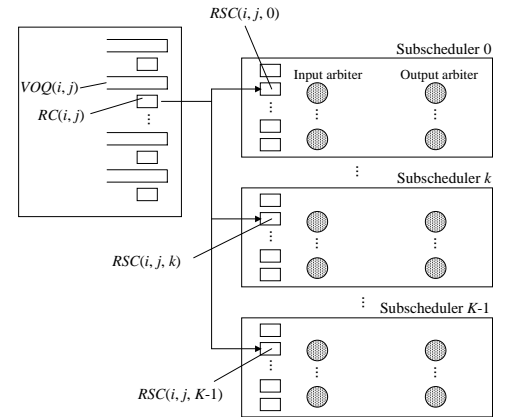 RSC(i, j, 0)
Subscheduler 0
Input arbiter
Output arbiter
VOQ(i, j)
RC(i, j)
Subscheduler k
RSC(i, j, k)
Subscheduler K-1
RSC(i, j, K-1)